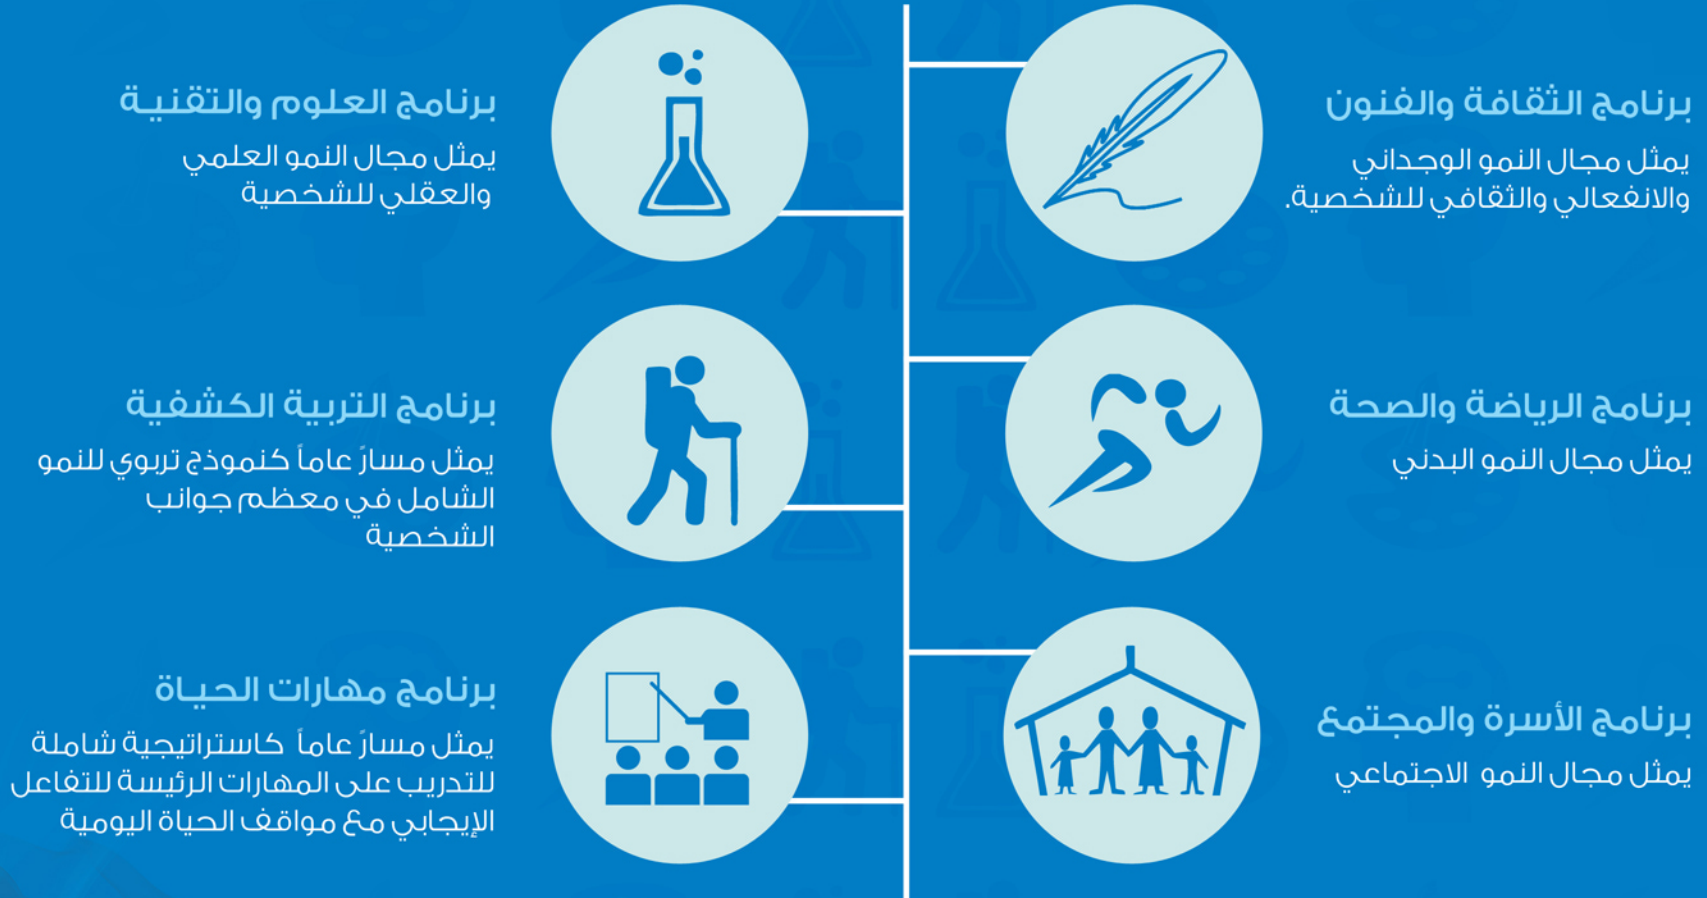 برنامج الثقافة والفنون
يمثل مجال النمو الوجداني
والانفعالي والثقافي للشخصية.
برنامج العلوم والتقنية
يمثل مجال النمو العلمي
والعقلي للشخصية
برنامج الرياضة والصحة
يمثل مجال النمو البدني
برنامج التربية الكشفية
يمثل مسارً عاماً كنموذج تربوي للنمو
الشامل في معظم جوانب
الشخصية
برنامج الأسرة والمجتمع
يمثل مجال النمو الاجتماعي
برنامج مهارات الحياة
يمثل مسارً عاماً كاستراتيجية شاملة
للتدريب على المهارات الرئيسة للتفاعل
الإيجابي مع مواقف الحياة اليومية